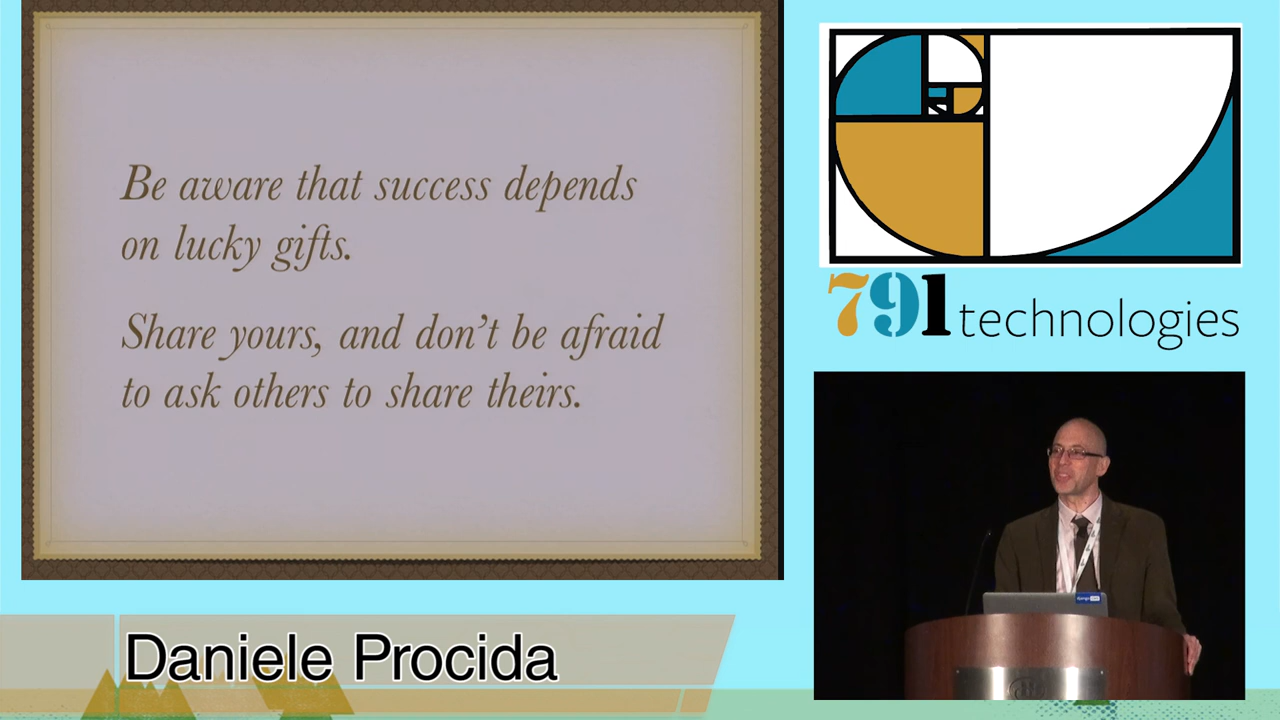 Be aware that success depends
on lucky gifts.
Share yours, and don’t be afraid
to ask others to share theirs.
791 technologies
Daniele Procida